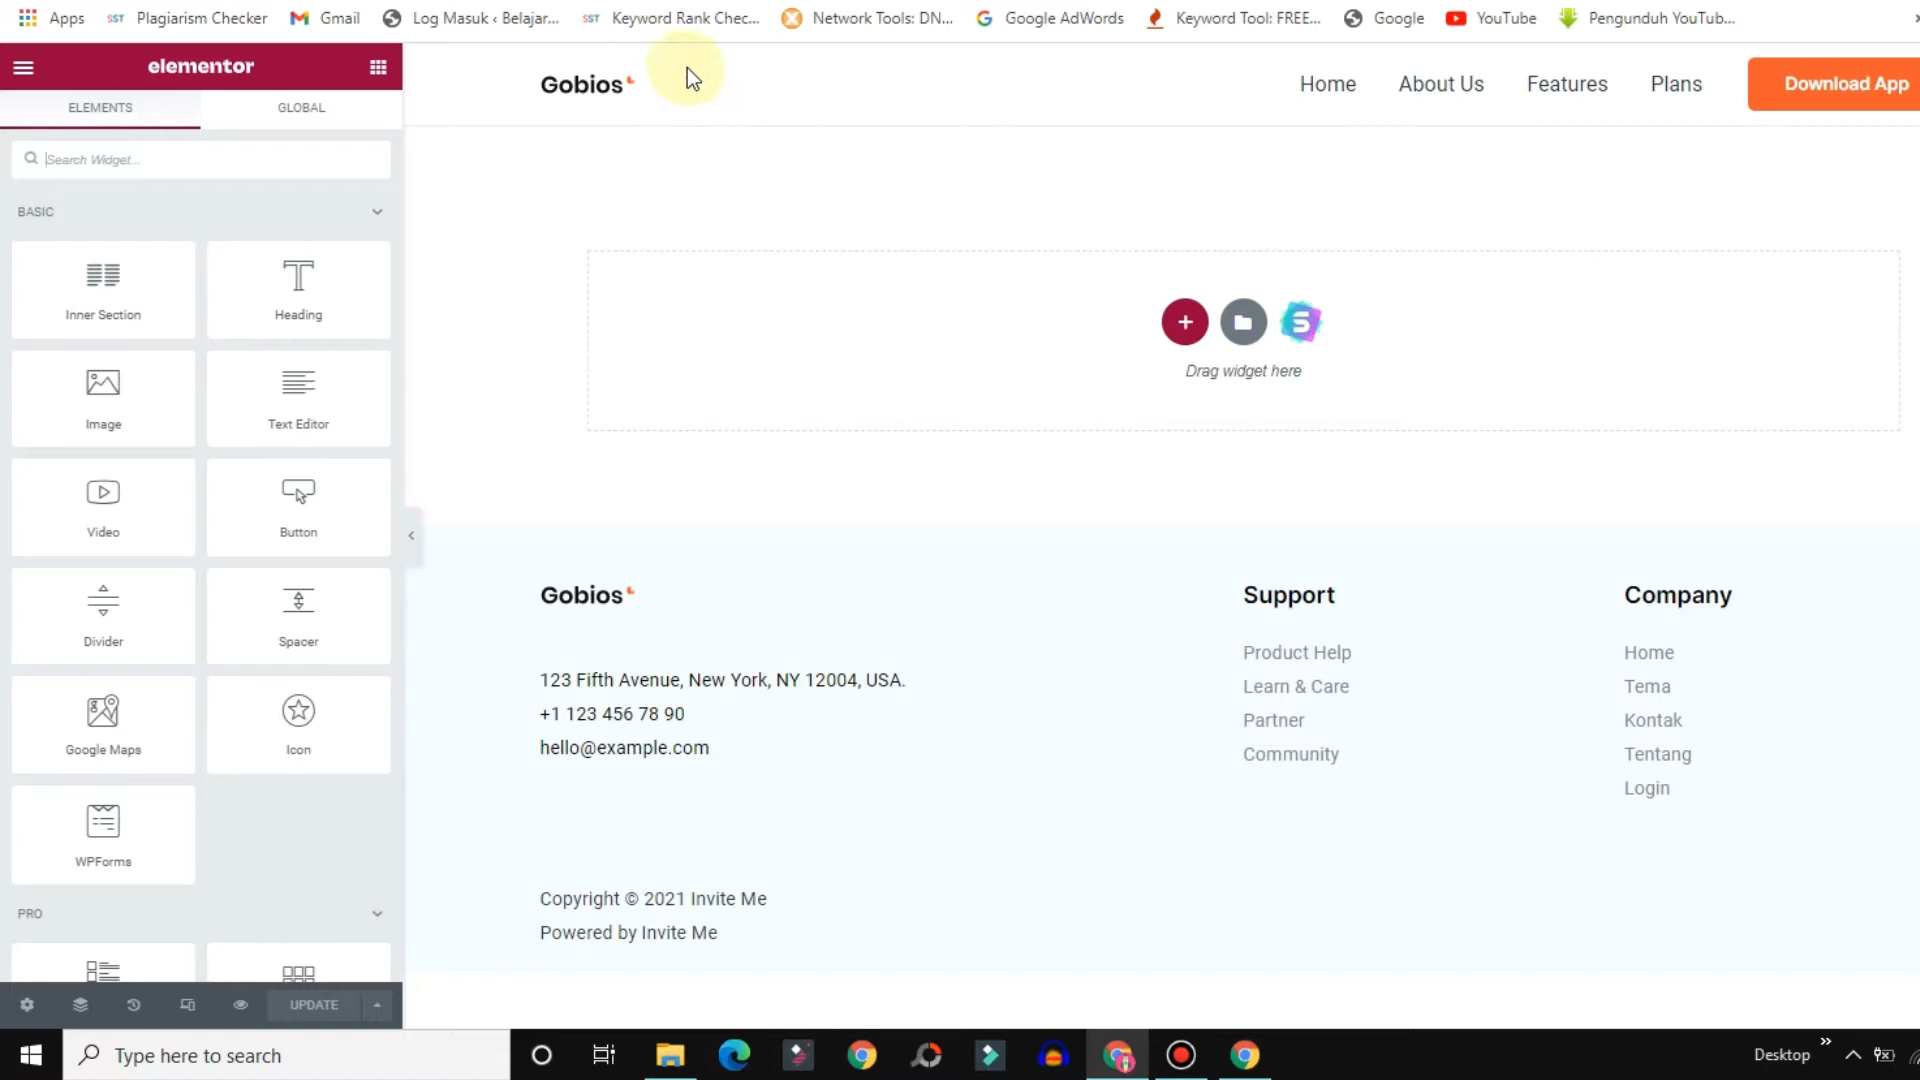 Apps Plagiarism Checker Gmail Log Masuk ‹ Belajar... Keyword Rank Chec... Network Tools: DN... Google AdWords Keyword Tool: FREE... Google YouTube Pengunduh YouTub...
elementor
ELEMENTS GLOBAL
Search Widget...
BASIC
Inner Section Heading
Image Text Editor
Video Button
Divider Spacer
Google Maps Icon
WPForms
PRO
UPDATE
Gobios
Home About Us Features Plans Download App
Drag widget here
Gobios
123 Fifth Avenue, New York, NY 12004, USA.
+1 123 456 78 90
hello@example.com
Support
Product Help
Learn & Care
Partner
Community
Company
Home
Tema
Kontak
Tentang
Login
Copyright © 2021 Invite Me
Powered by Invite Me
Type here to search
Desktop